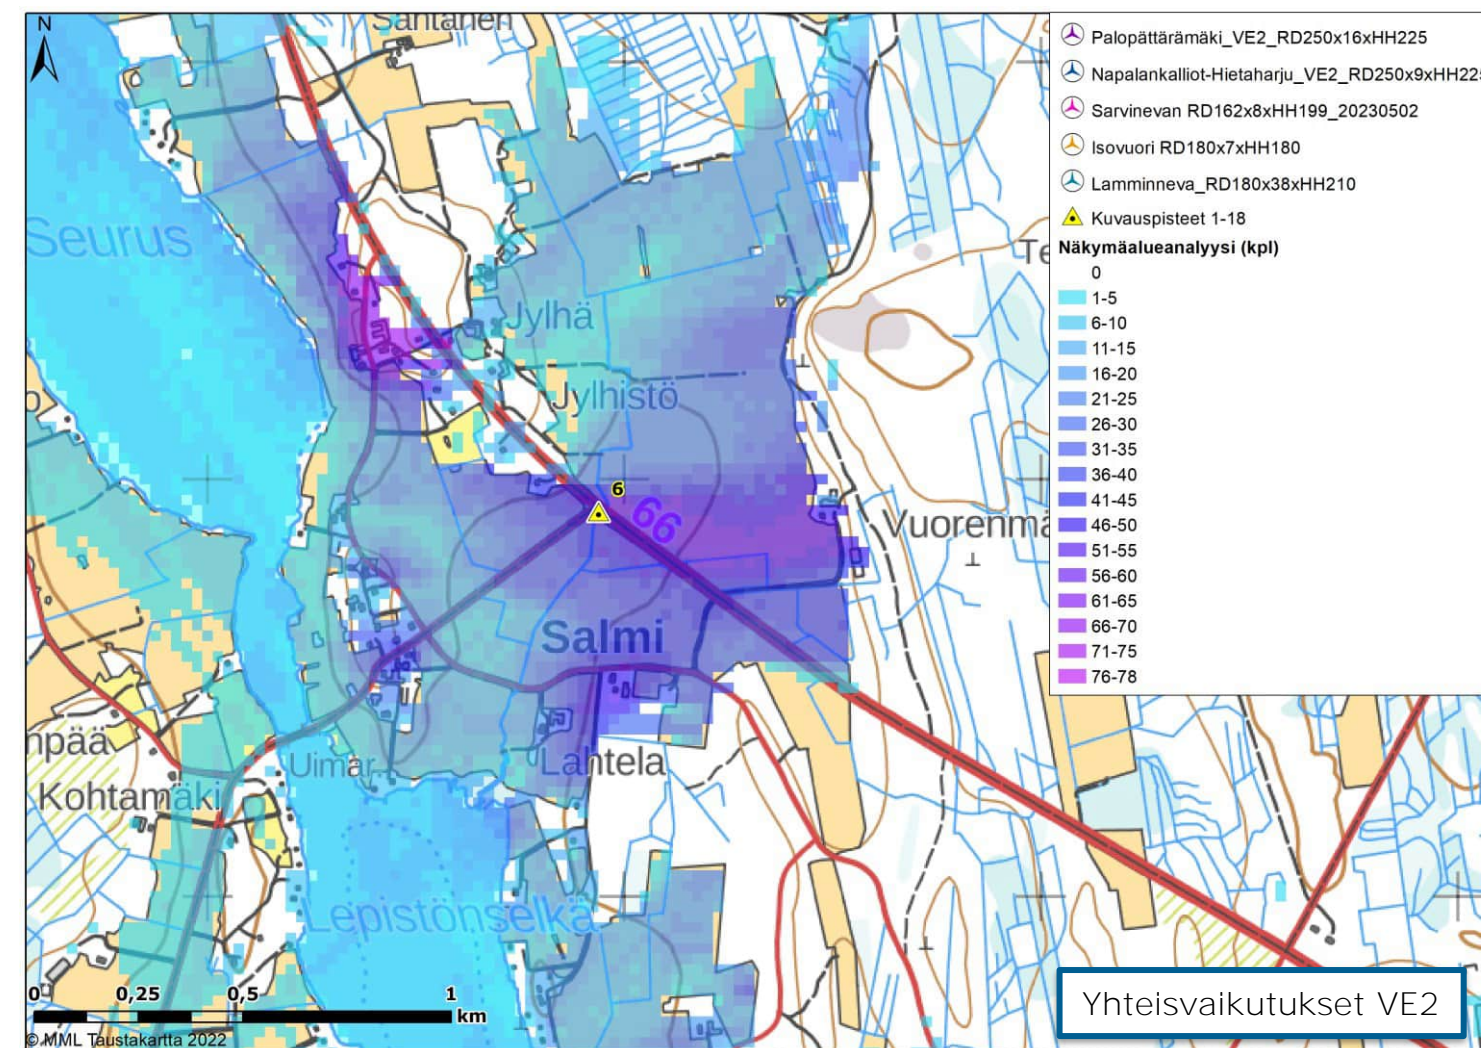 N
Santanen
Seurus
Jylhä
Jylhistö
6
66
Vuorenmä
Salmi
Lahtela
npää
Uimar.
Kohtamäki
Lepistönselkä
Te
0 0,25 0,5 1
km
© MML Taustakartta 2022
Palopättärämäki_VE2_RD250x16xHH225
Napalankalliot-Hietaharju_VE2_RD250x9xHH225
Sarvinevan RD162x8xHH199_20230502
Isovuori RD180x7xHH180
Lamminneva_RD180x38xHH210
Kuvauspisteet 1-18
Näkymäalueanalyysi (kpl)
0
1-5
6-10
11-15
16-20
21-25
26-30
31-35
36-40
41-45
46-50
51-55
56-60
61-65
66-70
71-75
76-78
Yhteisvaikutukset VE2